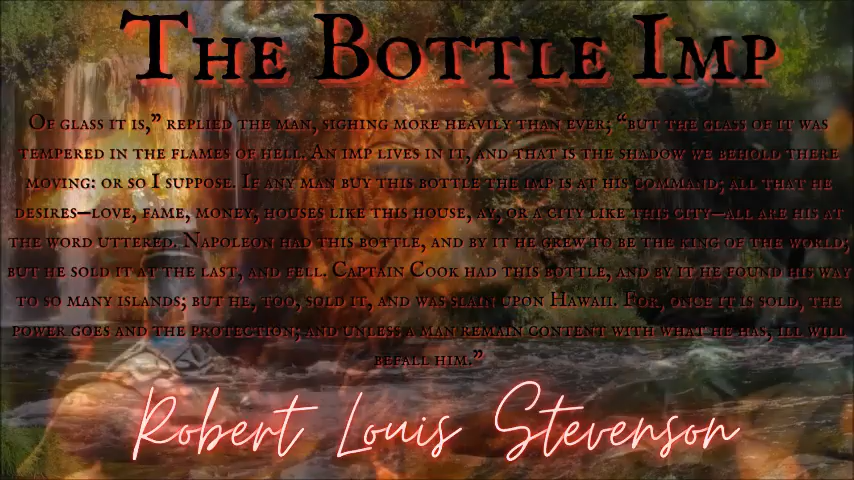 The Bottle Imp
Of glass it is,” replied the man, sighing more heavily than ever; “but the glass of it was
tempered in the flames of hell. An imp lives in it, and that is the shadow we behold there
moving: or so I suppose. If any man buy this bottle the imp is at his command; all that he
desires—love, fame, money, houses like this house, ay, or a city like this city—all are his at
the word uttered. Napoleon had this bottle, and by it he grew to be the king of the world;
but he sold it at the last, and fell. Captain Cook had this bottle, and by it he found his way
to so many islands; but he, too, sold it, and was slain upon Hawaii. For, once it is sold, the
power goes and the protection; and unless a man remain content with what he has, ill will
befall him.”
Robert Louis Stevenson